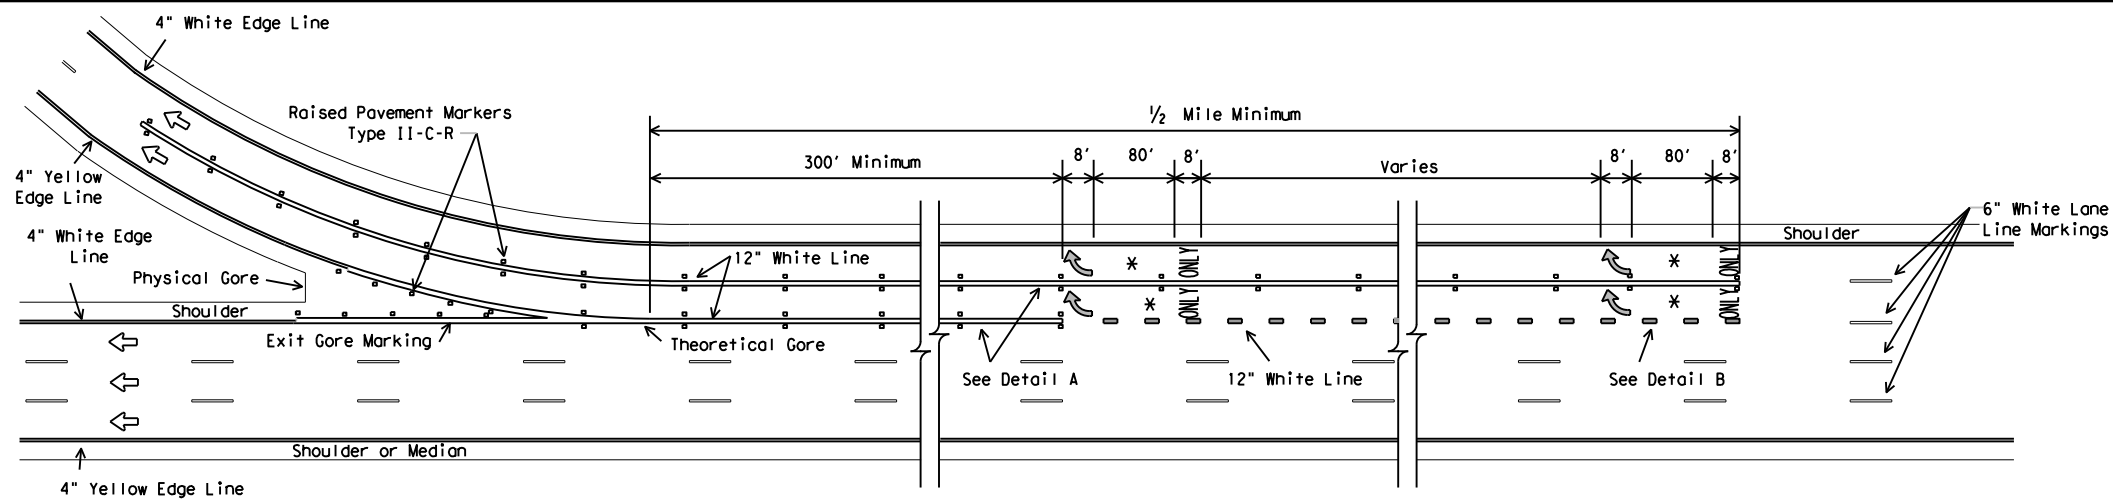 4" White Edge Line
Raised Pavement Markers
Type II-C-R
½ Mile Minimum
300' Minimum
8'
80'
8'
Varies
8'
80'
8'
4" Yellow
Edge Line
4" White Edge
Line
Physical Gore
Shoulder
12" White Line
ONLY
*
ONLY
*
ONLY
*
ONLY
*
Shoulder
6" White Lane
Line Markings
Exit Gore Marking
Theoretical Gore
See Detail A
12" White Line
See Detail B
Shoulder or Median
4" Yellow Edge Line